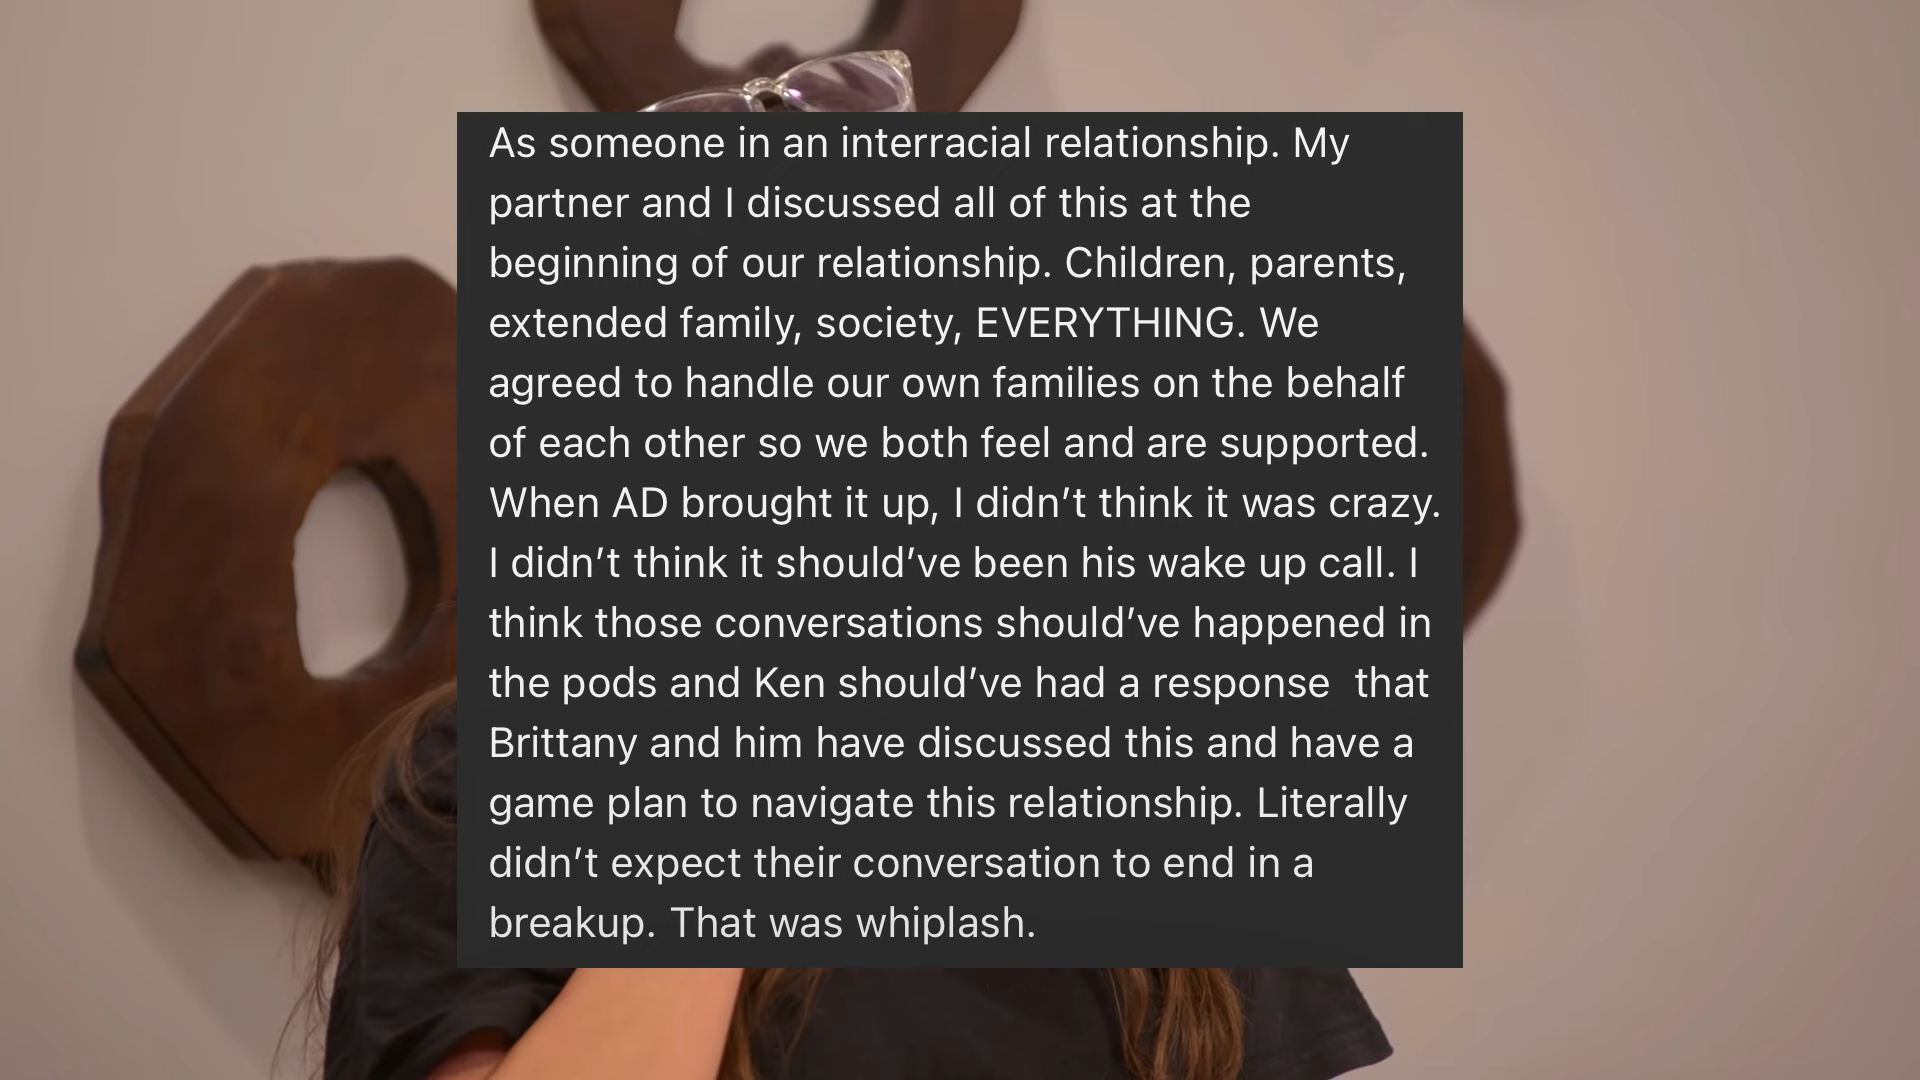 As someone in an interracial relationship. My
partner and I discussed all of this at the
beginning of our relationship. Children, parents,
extended family, society, EVERYTHING. We
agreed to handle our own families on the behalf
of each other so we both feel and are supported.
When AD brought it up, I didn’t think it was crazy.
I didn’t think it should’ve been his wake up call. I
think those conversations should’ve happened in
the pods and Ken should’ve had a response  that
Brittany and him have discussed this and have a
game plan to navigate this relationship. Literally
didn’t expect their conversation to end in a
breakup. That was whiplash.